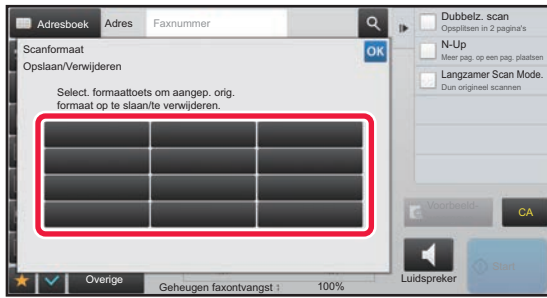 Adresboek
Adres
Faxnummer
Scanformaat
OK
Opslaan/Verwijderen
Select. formaattoets om aangep. orig.
formaat op te slaan/te verwijderen.
Dubbelz. scan
Opsplitsen in 2 pagina's
N-Up
Meer pag. op een pag. plaatsen
Langzamer Scan Mode.
Dun origineel scannen
Voorbeeld-
CA
Luidspreker
Start
Overige
Geheugen faxontvangst :
100%